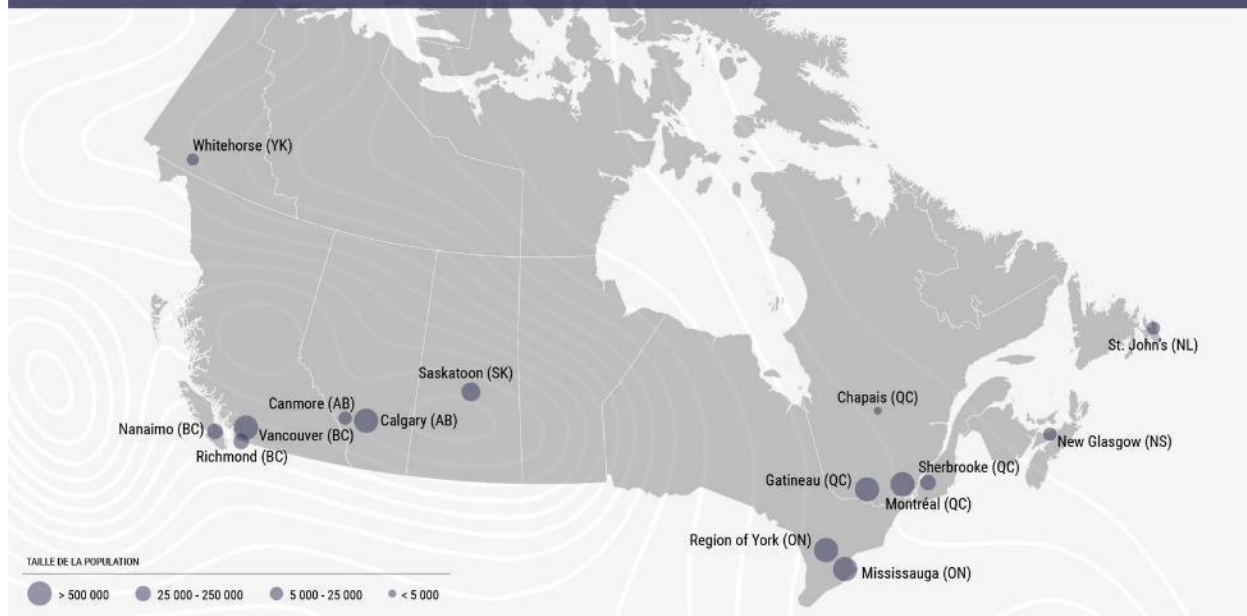 Whitehorse (YK)
St. John's (NL)
Saskatoon (SK)
Chapais (QC)
Canmore (AB)
Calgary (AB)
Nanaimo (BC)
Vancouver (BC)
New Glasgow (NS)
Richmond (BC)
Sherbrooke (QC)
Gatineau (QC)
Montréal (QC)
Region of York (ON)
Mississauga (ON)
TAILLE DE LA POPULATION
> 500 000 25 000 - 250 000 5 000 - 25 000 < 5 000